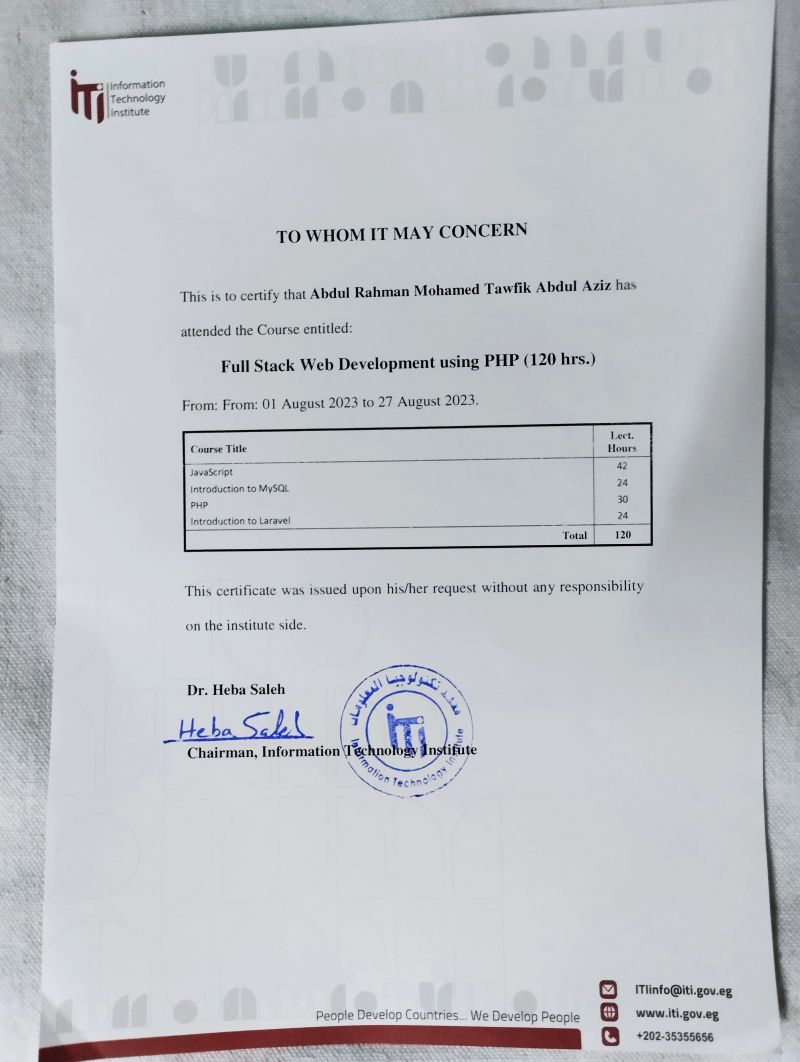 iTi
Information
Technology
Institute
TO WHOM IT MAY CONCERN
This is to certify that Abdul Rahman Mohamed Tawfik Abdul Aziz has
attended the Course entitled:
Full Stack Web Development using PHP (120 hrs.)
From: From: 01 August 2023 to 27 August 2023.
Course Title Lect. Hours
JavaScript 42
Introduction to MySQL 24
PHP 30
Introduction to Laravel 24
Total 120
This certificate was issued upon his/her request without any responsibility
on the institute side.
Dr. Heba Saleh
Heba Saleh
Chairman, Information Technology Institute
معهد تكنولوجيا المعلومات
iTi
Information Technology Institute
People Develop Countries... We Develop People
ITIinfo@iti.gov.eg
www.iti.gov.eg
+202-35355656